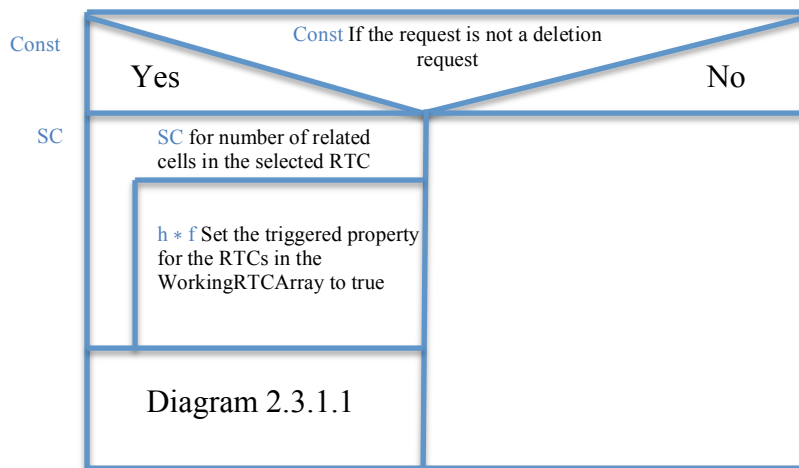 Const
Const If the request is not a deletion
request
Yes
No
SC
SC for number of related
cells in the selected RTC
h * f Set the triggered property
for the RTCs in the
WorkingRTCArray to true
Diagram 2.3.1.1